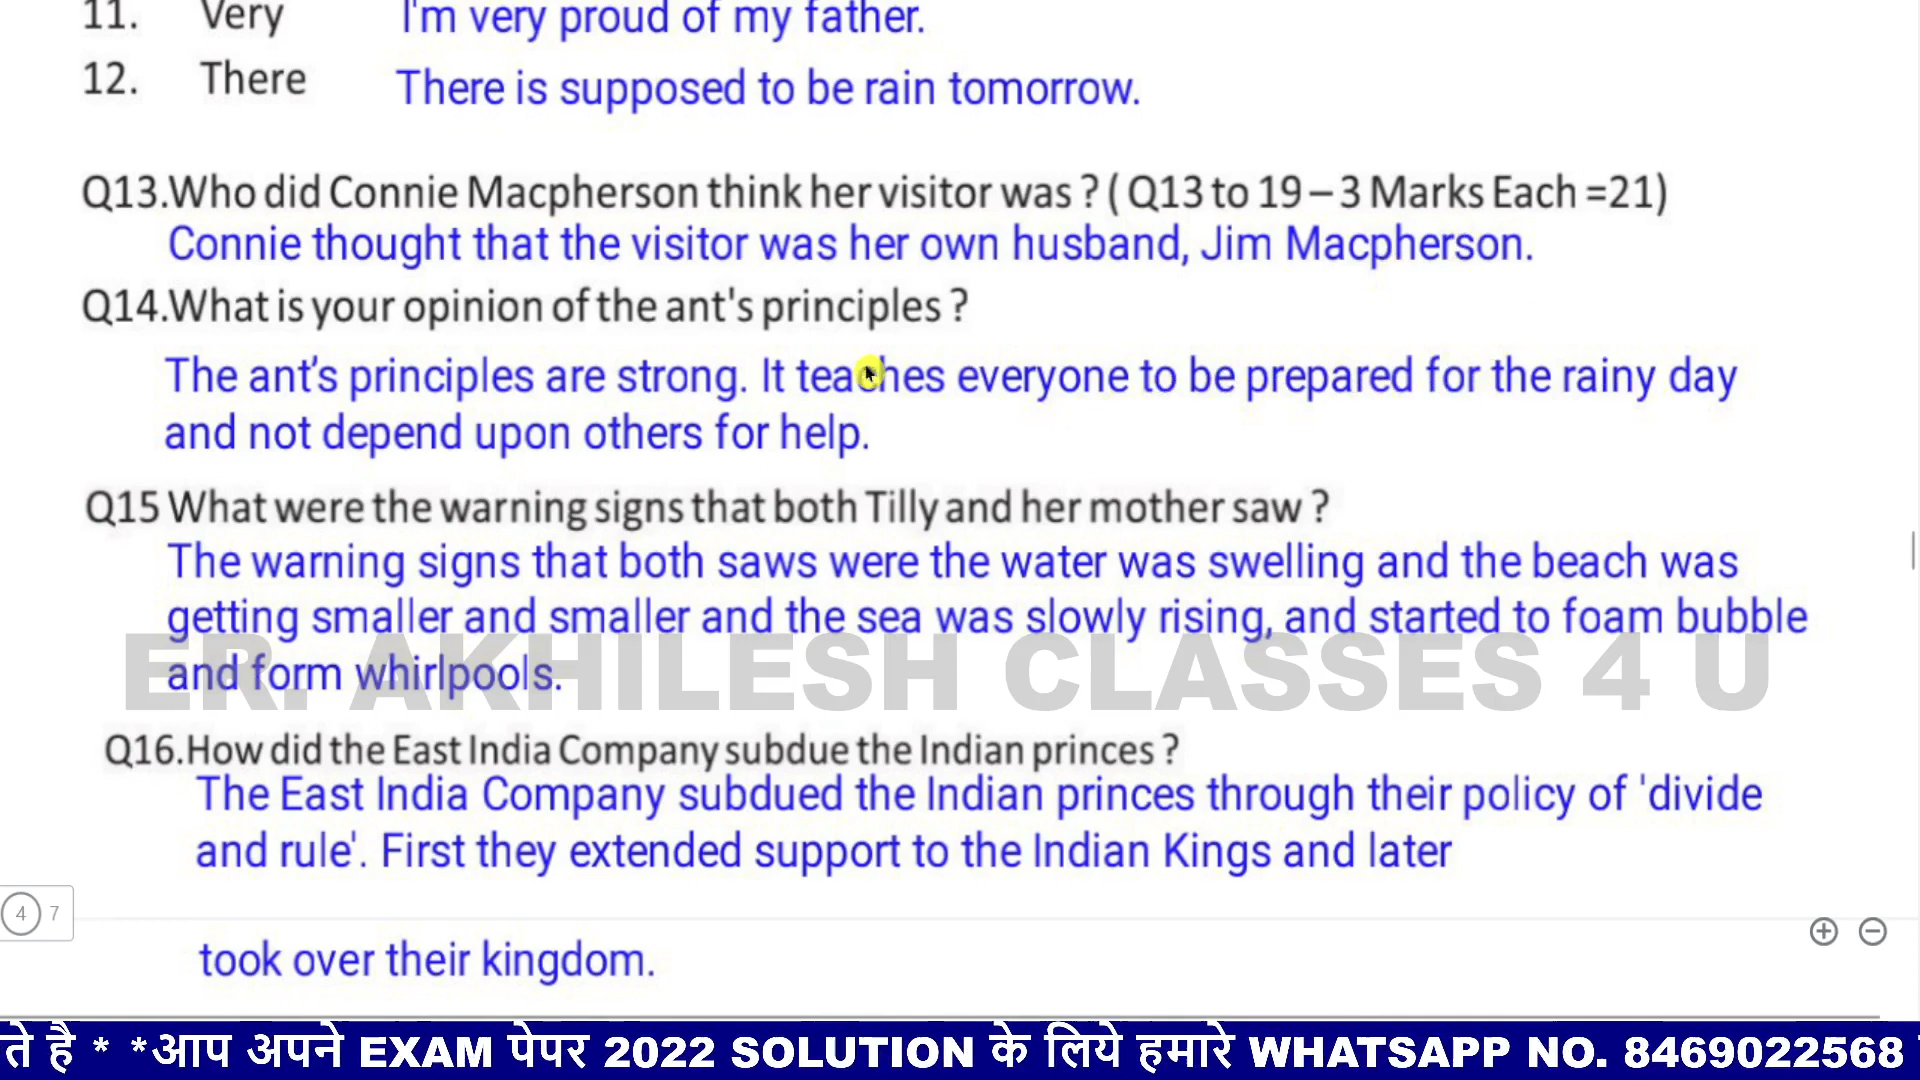 11. Very I'm very proud of my father.
12. There There is supposed to be rain tomorrow.
Q13.Who did Connie Macpherson think her visitor was ? ( Q13 to 19 – 3 Marks Each =21)
Connie thought that the visitor was her own husband, Jim Macpherson.
Q14.What is your opinion of the ant's principles ?
The ant's principles are strong. It teaches everyone to be prepared for the rainy day
and not depend upon others for help.
Q15 What were the warning signs that both Tilly and her mother saw ?
The warning signs that both saws were the water was swelling and the beach was
getting smaller and smaller and the sea was slowly rising, and started to foam bubble
and form whirlpools.
ER. AKHILESH CLASSES 4 U
Q16.How did the East India Company subdue the Indian princes ?
The East India Company subdued the Indian princes through their policy of 'divide
and rule'. First they extended support to the Indian Kings and later
4 7
took over their kingdom.
ते है * *आप अपने EXAM पेपर 2022 SOLUTION के लिये हमारे WHATSAPP NO. 8469022568